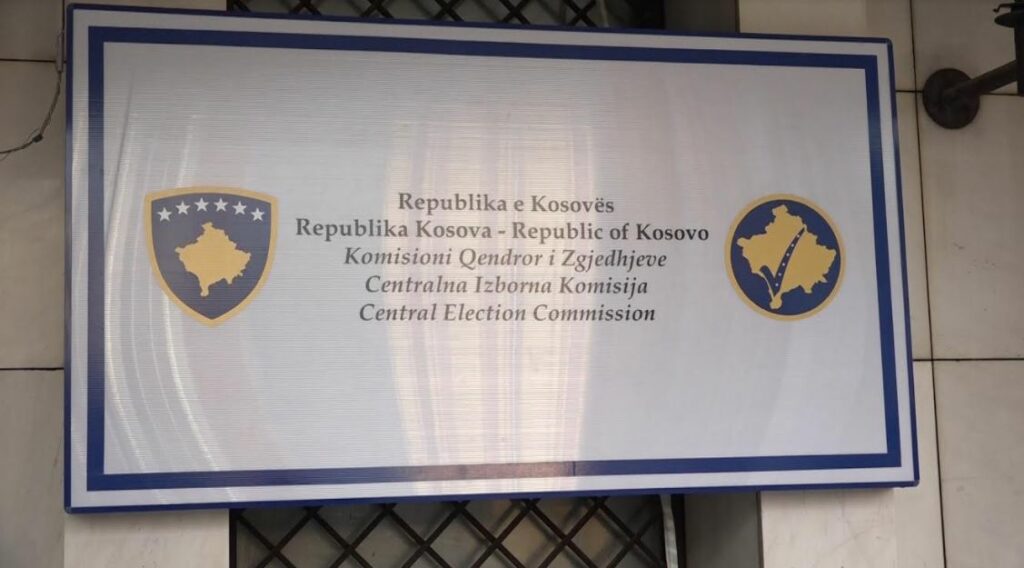 Republika e Kosovës
Republika Kosova - Republic of Kosovo
Komisioni Qendror i Zgjedhjeve
Centralna Izborna Komisija
Central Election Commission